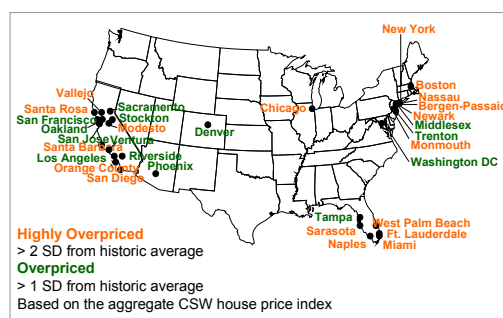 New York
Vallejo
Boston
Nassau
Santa Rosa
Sacramento
Bergen-Passaic
San Francisco
Stockton
Chicago
Newark
Oakland
Modesto
Middlesex
San Jose
Ventura
Denver
Trenton
Santa Barbara
Monmouth
Los Angeles
Riverside
Washington DC
Orange County
Phoenix
San Diego
Tampa
West Palm Beach
Sarasota
Ft. Lauderdale
Naples
Miami
Highly Overpriced
> 2 SD from historic average
Overpriced
> 1 SD from historic average
Based on the aggregate CSW house price index